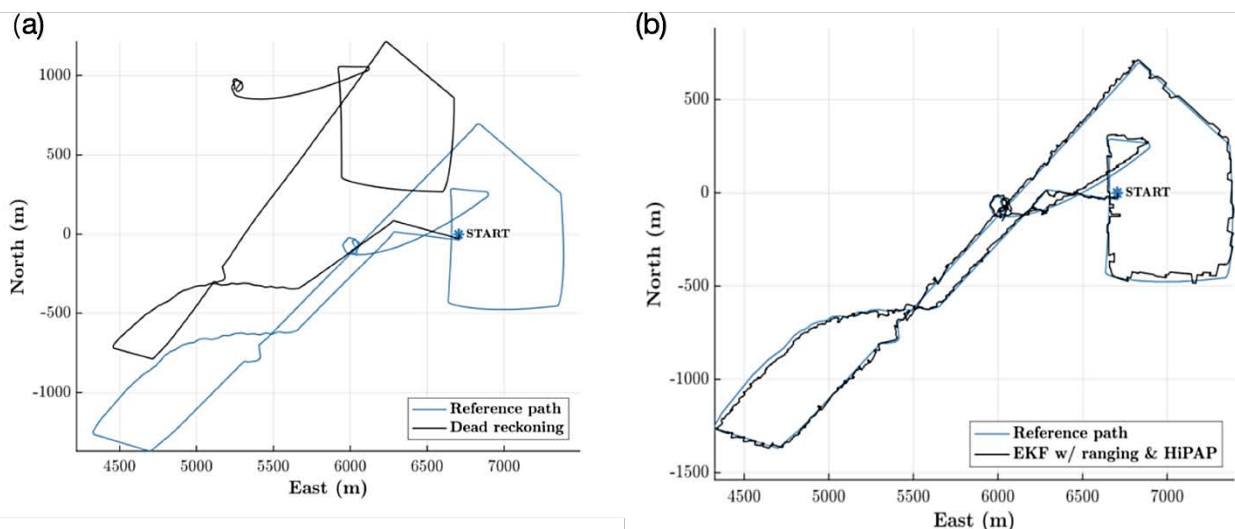 (a)
1000
500
0
-500
-1000
North (m)
START
Reference path
Dead reckoning
4500 5000 5500 6000 6500 7000
East (m)
(b)
500
0
-500
-1000
-1500
North (m)
START
Reference path
EKF w/ ranging & HiPAP
4500 5000 5500 6000 6500 7000
East (m)